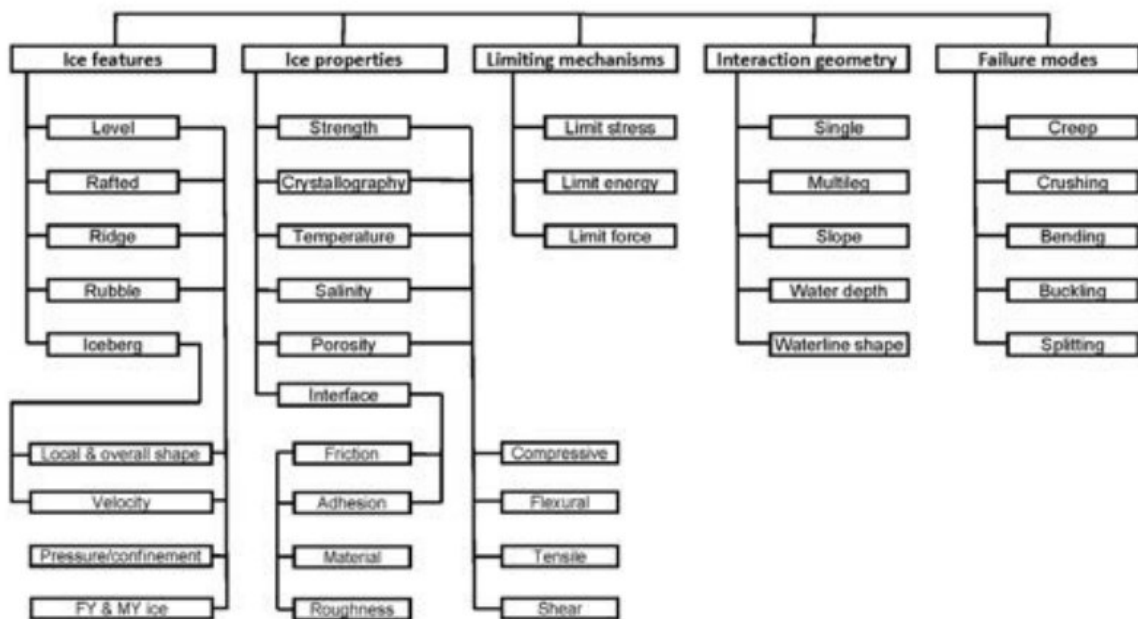 Ice features
Ice properties
Limiting mechanisms
Interaction geometry
Failure modes
Level
Strength
Limit stress
Single
Creep
Rafted
Crystallography
Limit energy
Multileg
Crushing
Ridge
Temperature
Limit force
Slope
Bending
Rubble
Salinity
Water depth
Buckling
Iceberg
Porosity
Waterline shape
Splitting
Interface
Local & overall shape
Friction
Compressive
Velocity
Adhesion
Flexural
Pressure/confinement
Material
Tensile
FY & MY ice
Roughness
Shear